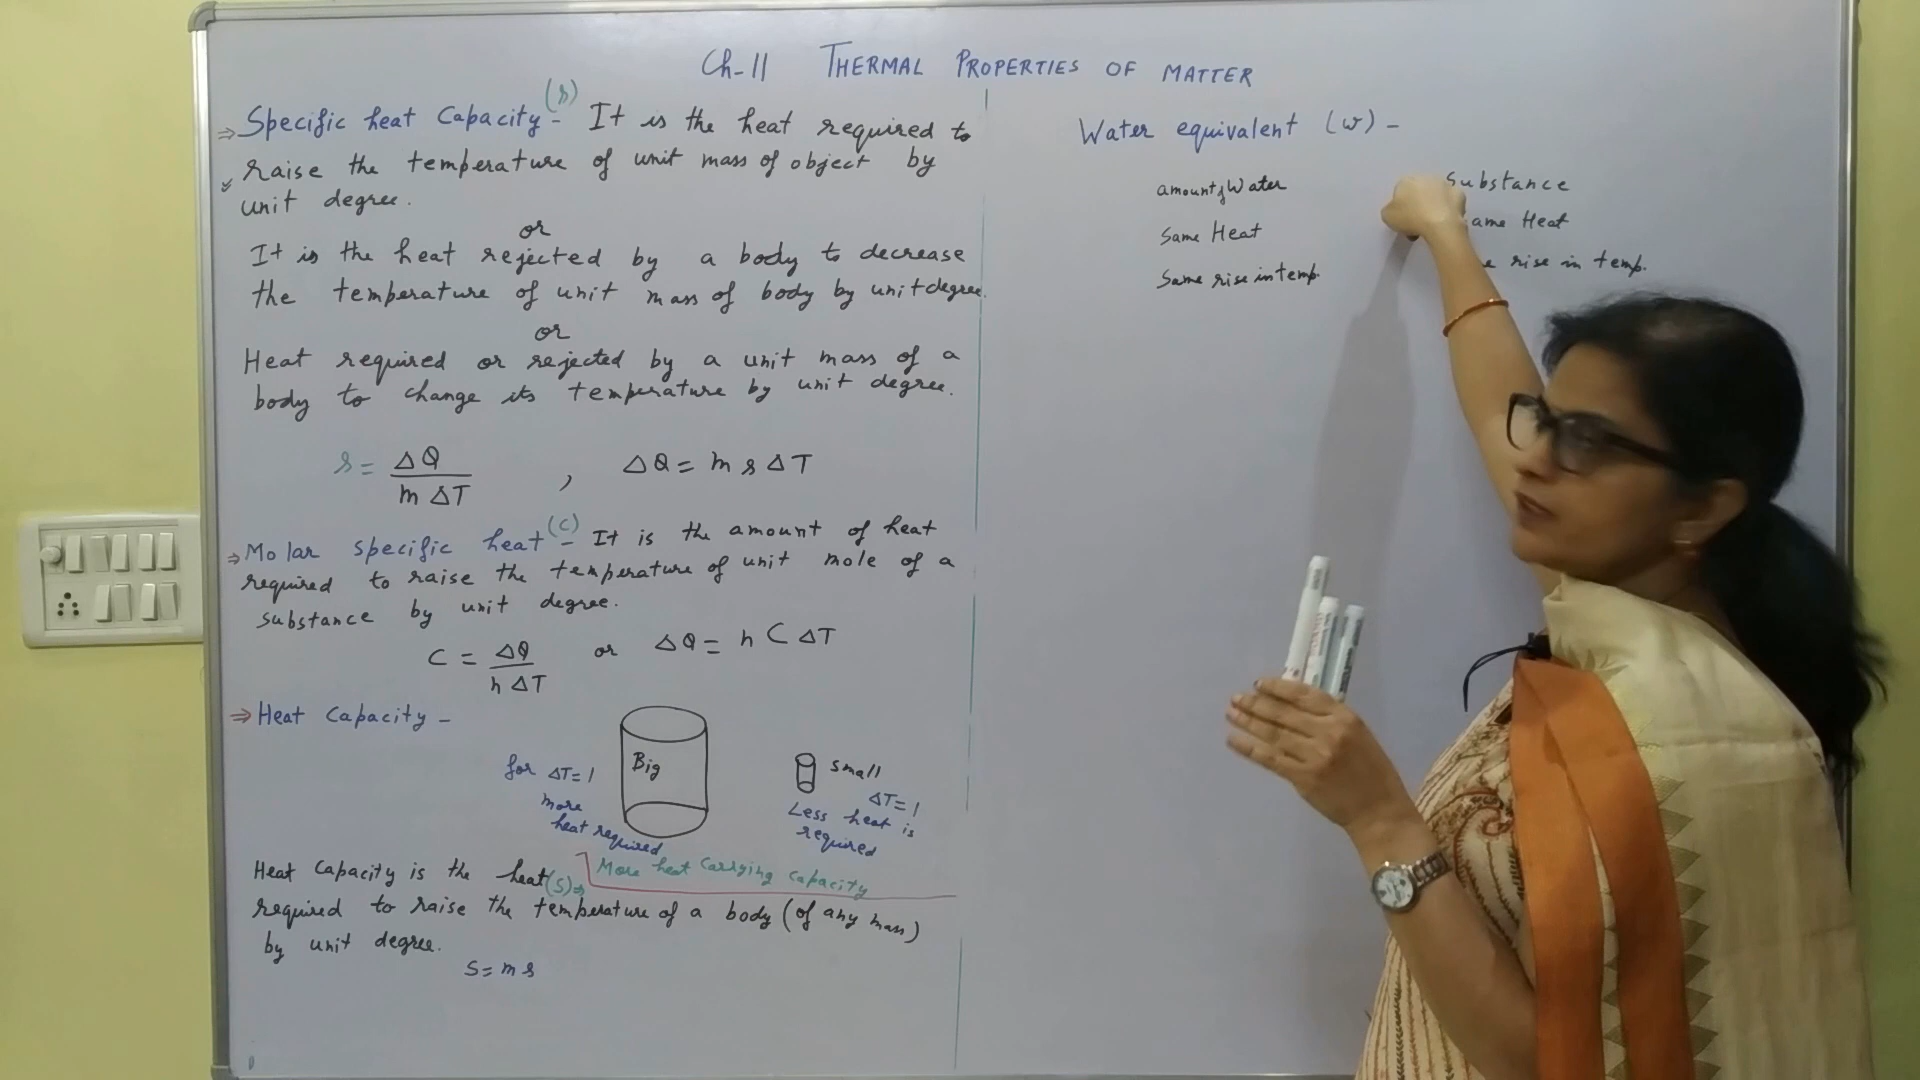 Ch-11 THERMAL PROPERTIES OF MATTER
⇒ Specific heat Capacity (s) - It is the heat required to
raise the temperature of unit mass of object by
unit degree.
or
It is the heat rejected by a body to decrease
the temperature of unit mass of body by unit degree.
or
Heat required or rejected by a unit mass of a
body to change its temperature by unit degree.
s = ΔQ / m ΔT , ΔQ = m s ΔT
⇒ Molar specific heat (C) - It is the amount of heat
required to raise the temperature of unit mole of a
substance by unit degree.
C = ΔQ / n ΔT or ΔQ = n C ΔT
⇒ Heat Capacity -
for ΔT = 1
more
heat required
Big
small
ΔT = 1
Less heat is
required
More heat Carrying Capacity
Heat Capacity is the heat (S) ⇒
required to raise the temperature of a body (of any mass)
by unit degree.
S = m s
Water equivalent (w) -
amount of Water
Same Heat
Same rise in temp.
Substance
ame Heat
e rise in temp.